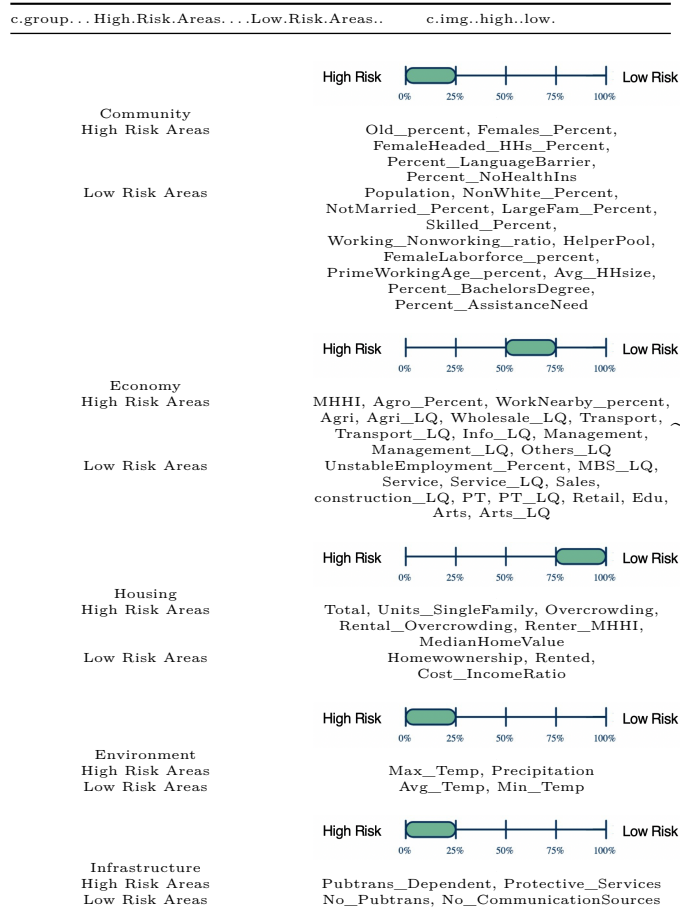 c.group...High.Risk.Areas....Low.Risk.Areas.. c.img..high..low.
High Risk Low Risk
0% 25% 50% 75% 100%
Community
High Risk Areas Old_percent, Females_Percent,
FemaleHeaded_HHs_Percent,
Percent_LanguageBarrier,
Percent_NoHealthIns
Low Risk Areas Population, NonWhite_Percent,
NotMarried_Percent, LargeFam_Percent,
Skilled_Percent,
Working_Nonworking_ratio, HelperPool,
FemaleLaborforce_percent,
PrimeWorkingAge_percent, Avg_HHsize,
Percent_BachelorsDegree,
Percent_AssistanceNeed
High Risk Low Risk
0% 25% 50% 75% 100%
Economy
High Risk Areas MHHI, Agro_Percent, WorkNearby_percent,
Agri, Agri_LQ, Wholesale_LQ, Transport,
Transport_LQ, Info_LQ, Management,
Management_LQ, Others_LQ
Low Risk Areas UnstableEmployment_Percent, MBS_LQ,
Service, Service_LQ, Sales,
construction_LQ, PT, PT_LQ, Retail, Edu,
Arts, Arts_LQ
High Risk Low Risk
0% 25% 50% 75% 100%
Housing
High Risk Areas Total, Units_SingleFamily, Overcrowding,
Rental_Overcrowding, Renter_MHHI,
MedianHomeValue
Low Risk Areas Homewownership, Rented,
Cost_IncomeRatio
High Risk Low Risk
0% 25% 50% 75% 100%
Environment
High Risk Areas Max_Temp, Precipitation
Low Risk Areas Avg_Temp, Min_Temp
High Risk Low Risk
0% 25% 50% 75% 100%
Infrastructure
High Risk Areas Pubtrans_Dependent, Protective_Services
Low Risk Areas No_Pubtrans, No_CommunicationSources